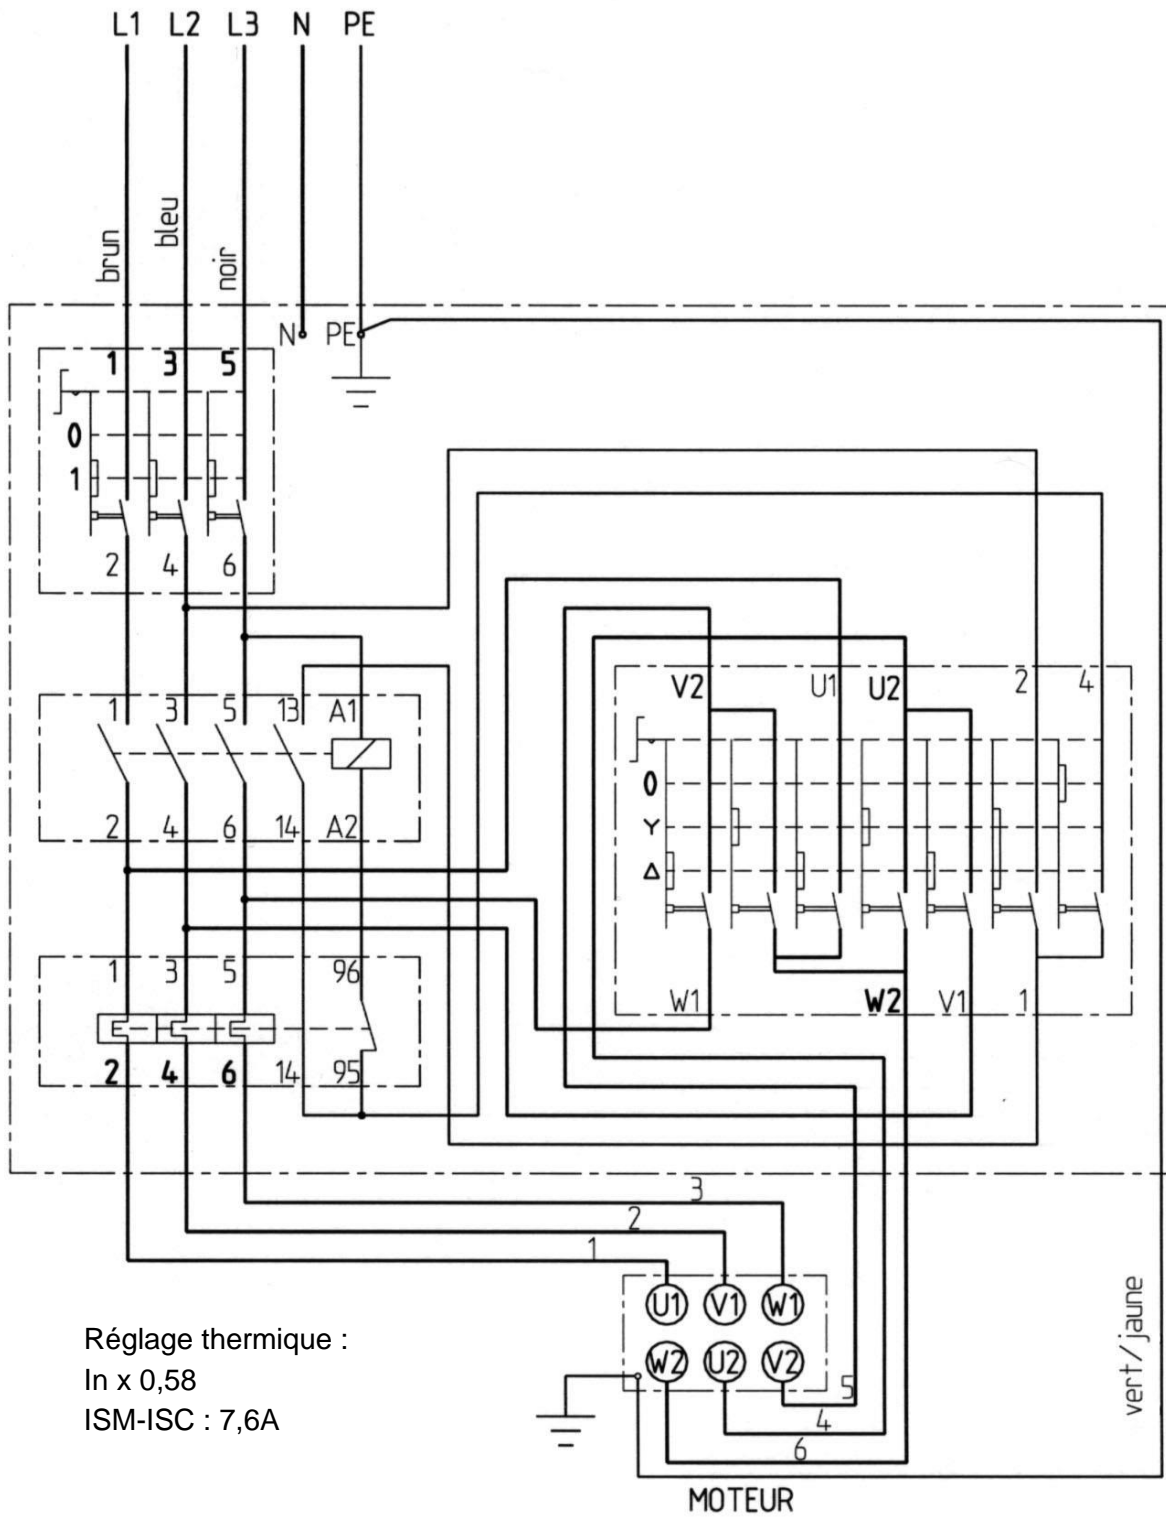 L1 L2 L3 N PE
brun
bleu
noir
N PE
1 3 5
0
1
2 4 6
V2 U1 U2 2 4
1 3 5 13 A1
0
Y
Δ
2 4 6 14 A2
1 3 5 96
W1 W2 V1 1
2 4 6 14 95
3
2
1
U1 V1 W1
W2 U2 V2
5
4
6
Réglage thermique :
In x 0,58
ISM-ISC : 7,6A
vert/jaune
MOTEUR